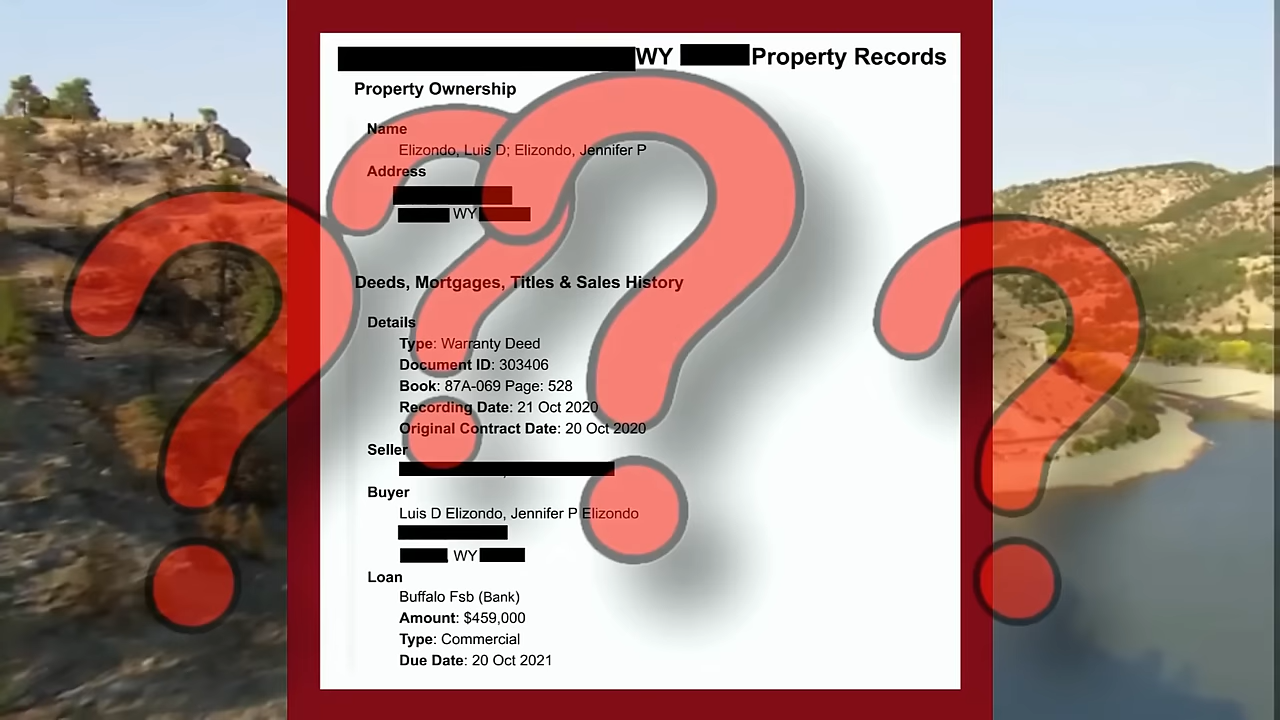 WY Property Records
Property Ownership
Name
Elizondo, Luis D; Elizondo, Jennifer P
Address
WY
Deeds, Mortgages, Titles & Sales History
Details
Type: Warranty Deed
Document ID: 303406
Book: 87A-069 Page: 528
Recording Date: 21 Oct 2020
Original Contract Date: 20 Oct 2020
Seller
Buyer
Luis D Elizondo, Jennifer P Elizondo
WY
Loan
Buffalo Fsb (Bank)
Amount: $459,000
Type: Commercial
Due Date: 20 Oct 2021